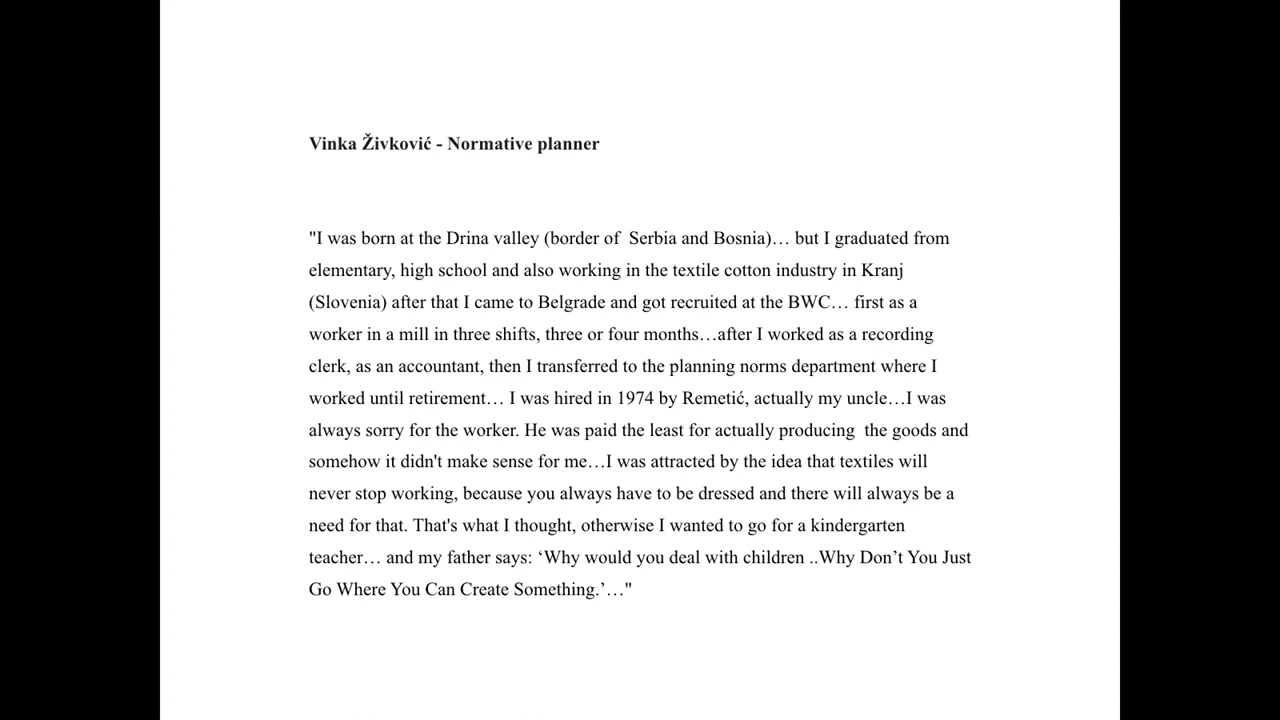 Vinka Živković - Normative planner
"I was born at the Drina valley (border of  Serbia and Bosnia)… but I graduated from
elementary, high school and also working in the textile cotton industry in Kranj
(Slovenia) after that I came to Belgrade and got recruited at the BWC… first as a
worker in a mill in three shifts, three or four months…after I worked as a recording
clerk, as an accountant, then I transferred to the planning norms department where I
worked until retirement… I was hired in 1974 by Remetić, actually my uncle…I was
always sorry for the worker. He was paid the least for actually producing  the goods and
somehow it didn't make sense for me…I was attracted by the idea that textiles will
never stop working, because you always have to be dressed and there will always be a
need for that. That's what I thought, otherwise I wanted to go for a kindergarten
teacher… and my father says: ‘Why would you deal with children ..Why Don’t You Just
Go Where You Can Create Something.’…"